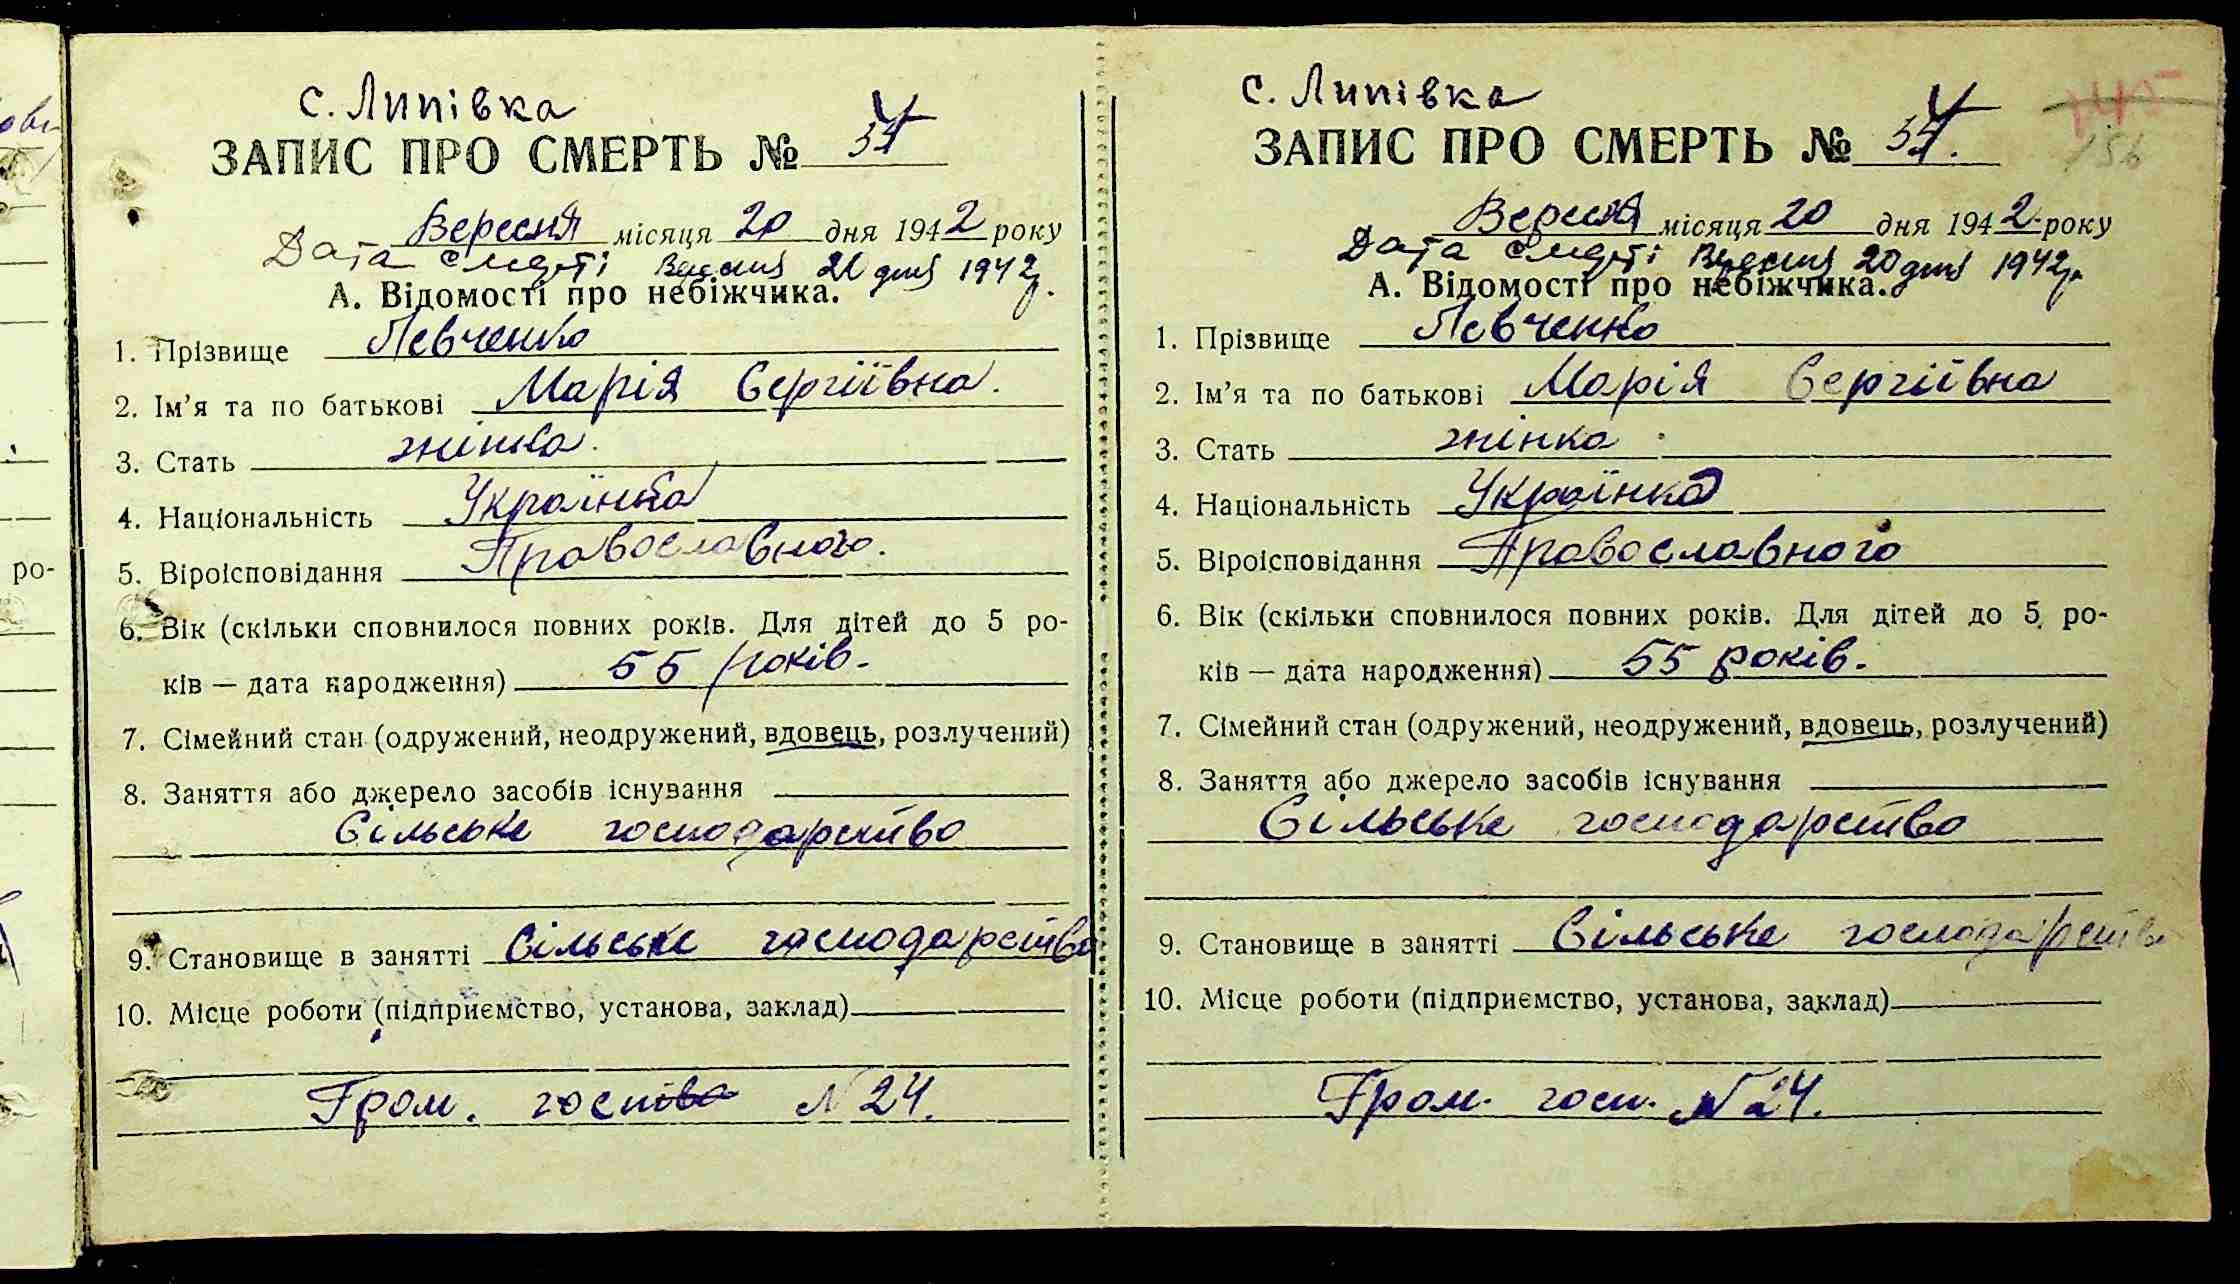 с. Липівка
ЗАПИС ПРО СМЕРТЬ №
Вересня місяця 20 дня 1942 року
Дата смерті Вересня 20 дня 1942р.
А. Відомості про небіжчика.
1. Прізвище Левченко
2. Ім'я та по батькові Марія Сергіївна.
3. Стать жінка.
4. Національність Українка
5. Віроісповідання Православного.
6. Вік (скільки сповнилося повних років. Для дітей до 5 ро-
ків — дата народження) 55 років.
7. Сімейний стан (одружений, неодружений, вдовець, розлучений)
8. Заняття або джерело засобів існування
Сільське господарство
9. Становище в занятті Сільське господарство
10. Місце роботи (підприємство, установа, заклад)
Гром. госп N 24.
с. Липівка
ЗАПИС ПРО СМЕРТЬ №
Вересня місяця 20 дня 1942 року
Дата смерті Вересня 20 дня 1942р.
А. Відомості про небіжчика.
1. Прізвище Левченко
2. Ім'я та по батькові Марія Сергіївна
3. Стать жінка.
4. Національність Українка
5. Віроісповідання Православного
6. Вік (скільки сповнилося повних років. Для дітей до 5 ро-
ків — дата народження) 55 років.
7. Сімейний стан (одружений, неодружений, вдовець, розлучений)
8. Заняття або джерело засобів існування
Сільське господарство
9. Становище в занятті Сільське господарство
10. Місце роботи (підприємство, установа, заклад)
Гром. госп. N 24.
ро-